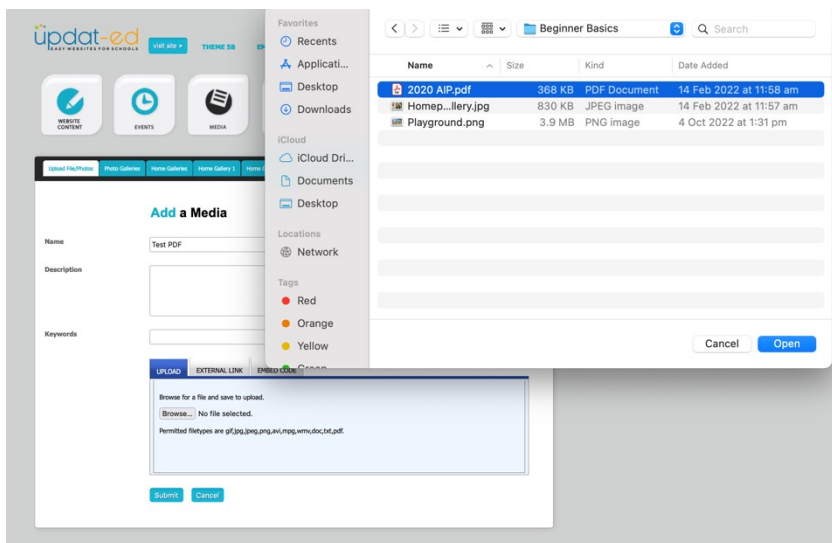 updat-ed
EASY WEBSITES FOR SCHOOLS
visit site
THEME 58
WEBSITE CONTENT
EVENTS
MEDIA
Upload File/Photos
Photo Galleries
Home Galleries
Home Gallery 1
Add a Media
Name
Test PDF
Description
Keywords
UPLOAD
EXTERNAL LINK
EMBED CODE
Browse for a file and save to upload.
Browse... No file selected.
Permitted filetypes are gif,jpg,jpeg,png,avi,mpg,wmv,doc,txt,pdf.
Submit
Cancel
Favorites
Recents
Applicati...
Desktop
Downloads
iCloud
iCloud Dri...
Documents
Desktop
Locations
Network
Tags
Red
Orange
Yellow
Green
Beginner Basics
Search
Name Size Kind Date Added
2020 AIP.pdf 368 KB PDF Document 14 Feb 2022 at 11:58 am
Homep...llery.jpg 830 KB JPEG image 14 Feb 2022 at 11:57 am
Playground.png 3.9 MB PNG image 4 Oct 2022 at 1:31 pm
Cancel
Open